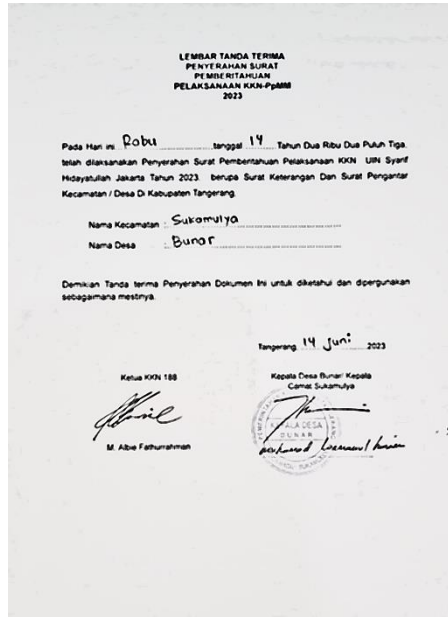 LEMBAR TANDA TERIMA
PENYERAHAN SURAT
PEMBERITAHUAN
PELAKSANAAN KKN-PpMM
2023
Pada Hari ini Rabu tanggal 14 Tahun Dua Ribu Dua Puluh Tiga,
telah dilaksanakan Penyerahan Surat Pemberitahuan Pelaksanaan KKN UIN Syarif
Hidayatullah Jakarta Tahun 2023. berupa Surat Keterangan Dan Surat Pengantar
Kecamatan / Desa Di Kabupaten Tangerang.
Nama Kecamatan : Sukamulya
Nama Desa : Bunar
Demikian Tanda terima Penyerahan Dokumen Ini untuk diketahui dan dipergunakan
sebagaimana mestinya.
Tangerang, 14 Juni 2023
Ketua KKN 188
Kepala Desa Bunar/ Kepala
Camat Sukamulya
KEPALA DESA
BUNAR
M. Albie Fathurrahman